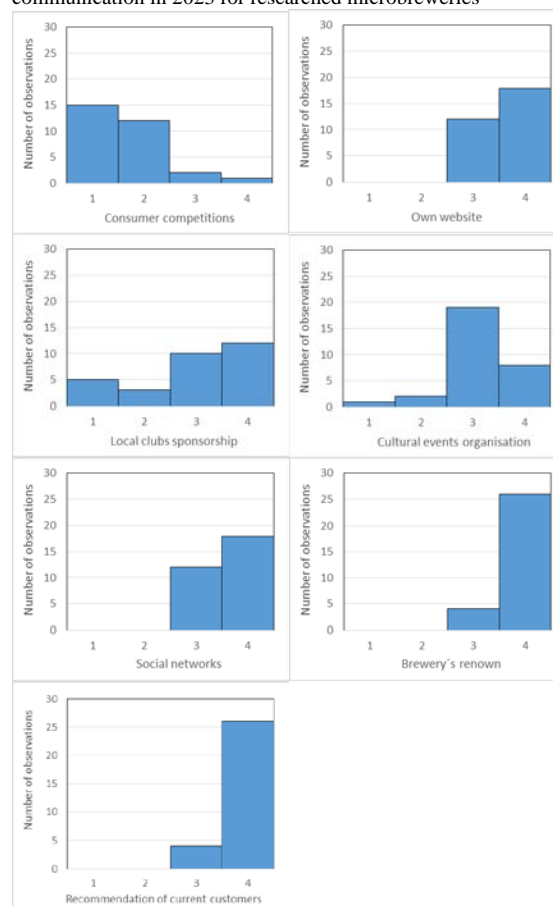 communication in 2023 for researched microbreweries
30
25
20
15
10
5
0
Number of observations
1 2 3 4
Consumer competitions
30
25
20
15
10
5
0
Number of observations
1 2 3 4
Own website
30
25
20
15
10
5
0
Number of observations
1 2 3 4
Local clubs sponsorship
30
25
20
15
10
5
0
Number of observations
1 2 3 4
Cultural events organisation
30
25
20
15
10
5
0
Number of observations
1 2 3 4
Social networks
30
25
20
15
10
5
0
Number of observations
1 2 3 4
Brewery´s renown
30
25
20
15
10
5
0
Number of observations
1 2 3 4
Recommendation of current customers